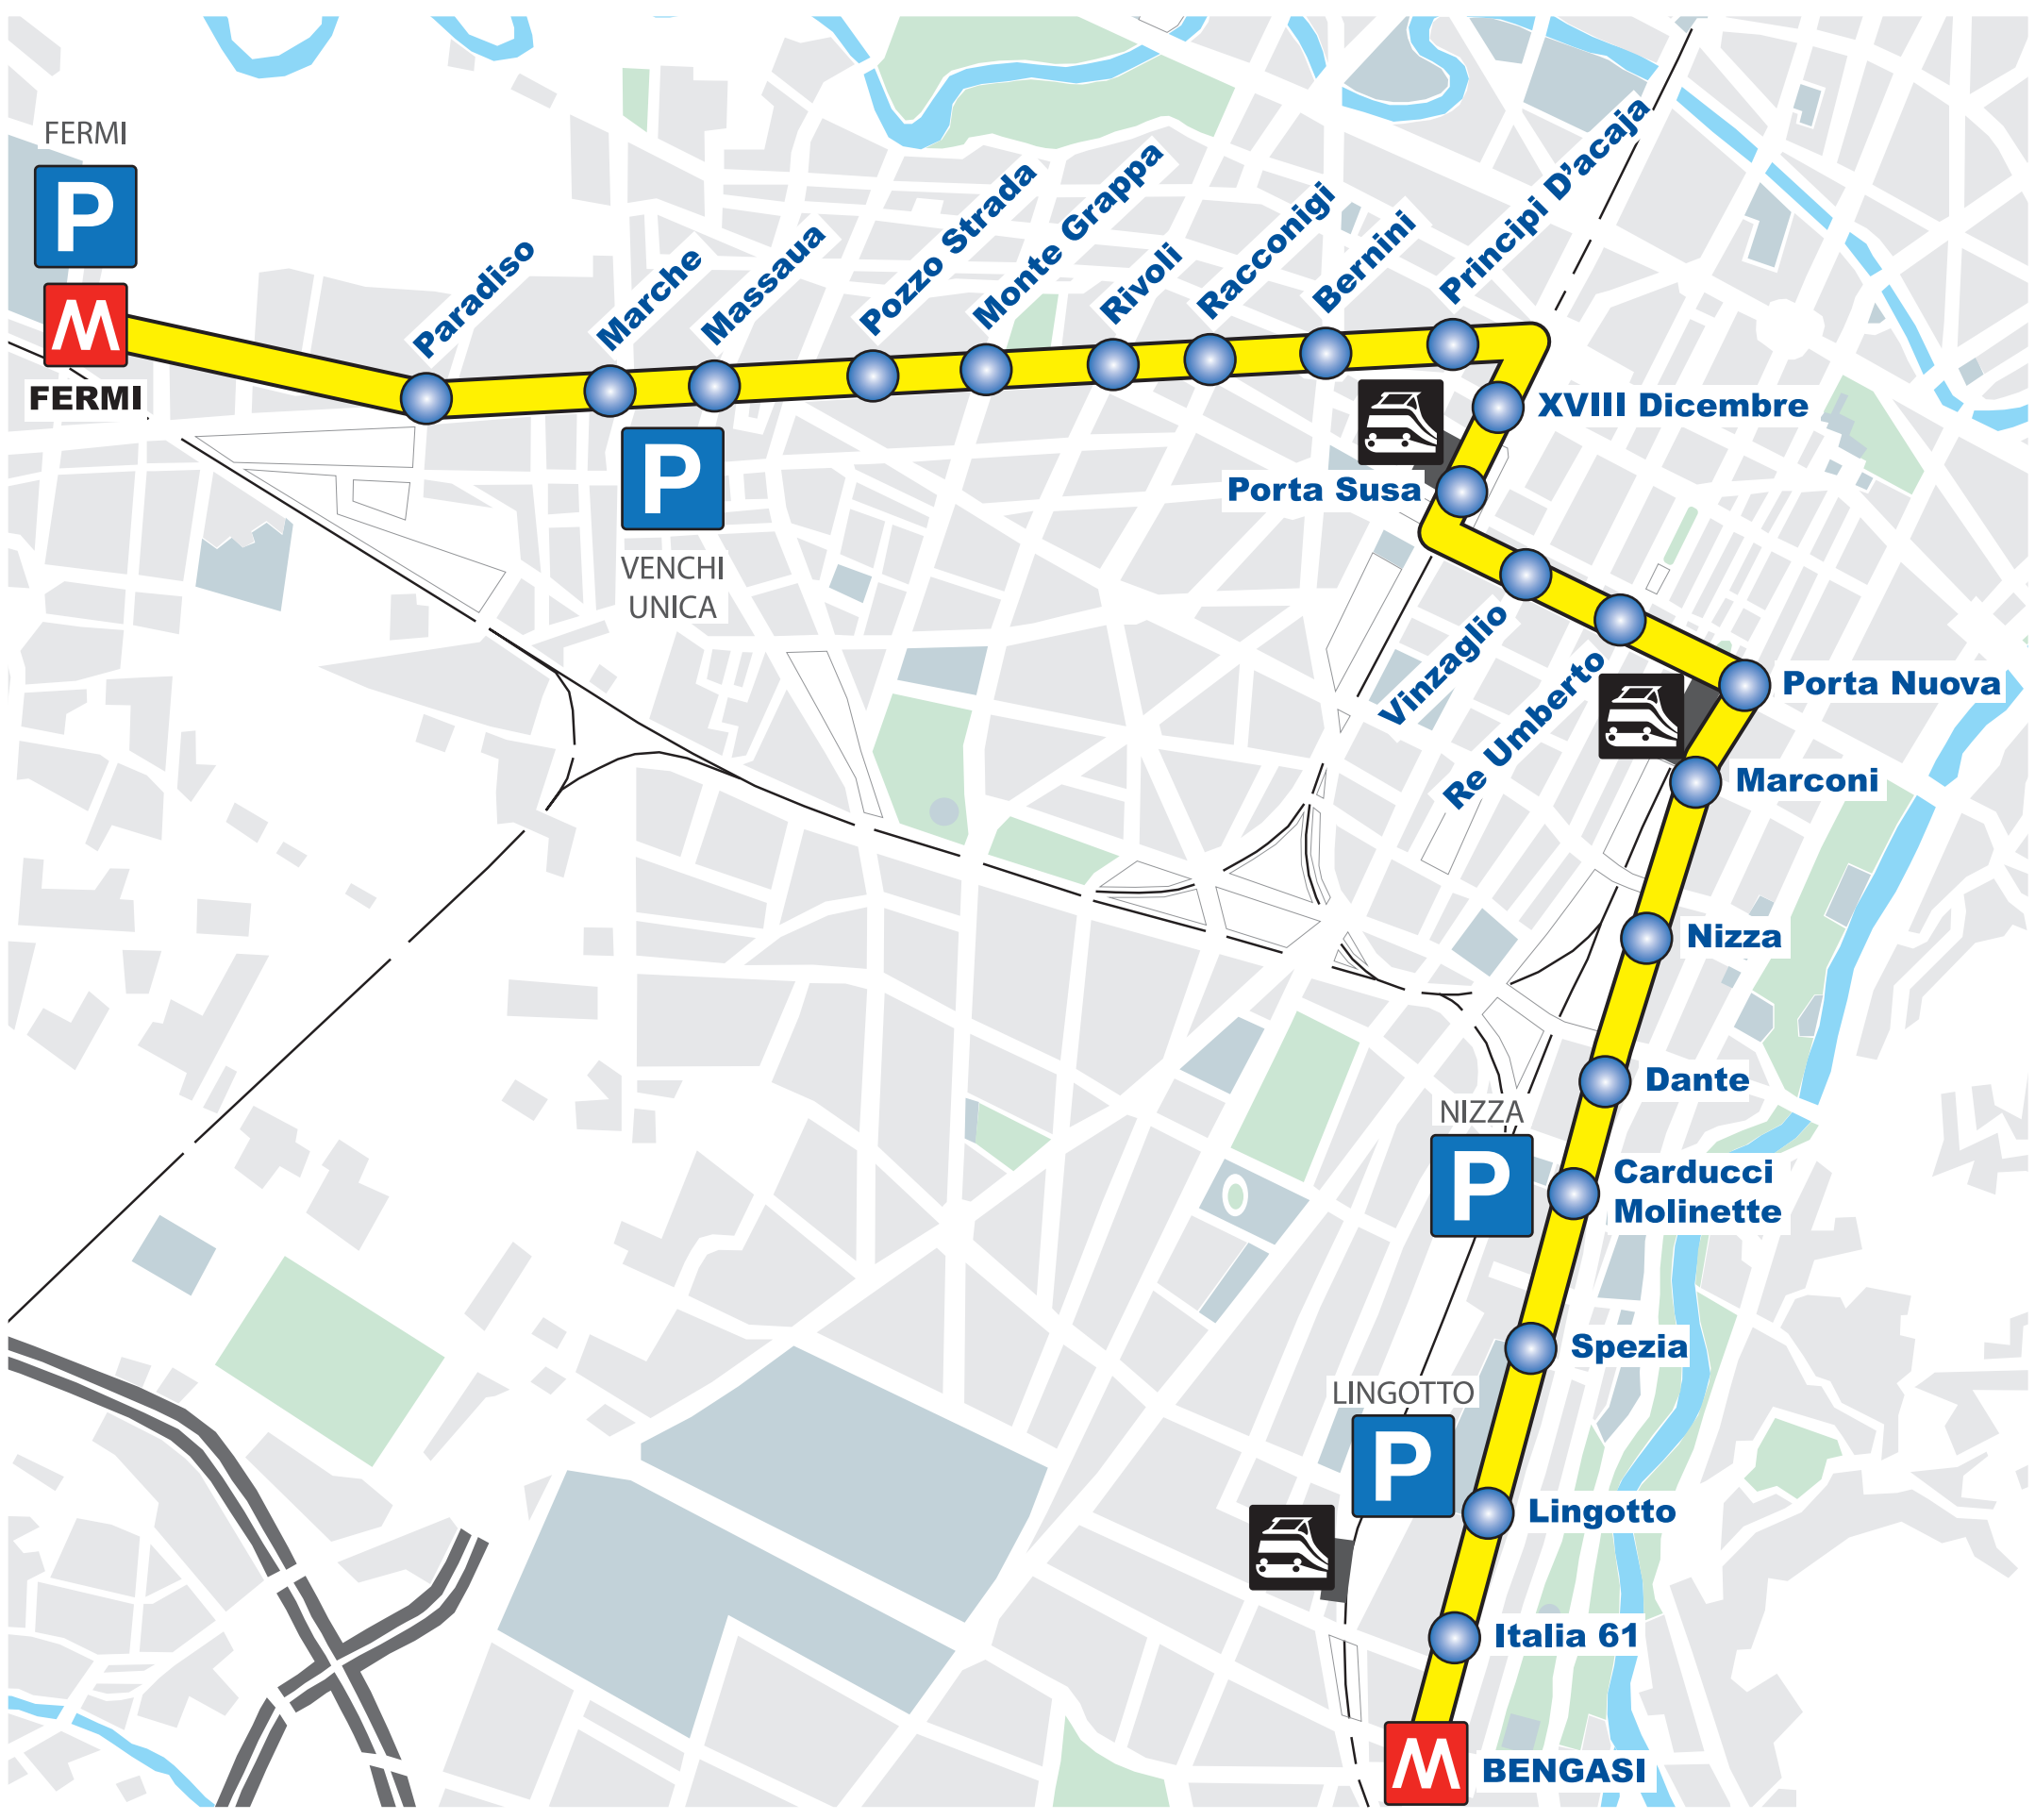 FERMI
P
M
FERMI
Paradiso
Marche
Massaua
Pozzo Strada
Monte Grappa
Rivoli
Racconigi
Bernini
Principi D'acaja
P
VENCHI
UNICA
XVIII Dicembre
Porta Susa
Vinzaglio
Re Umberto
Porta Nuova
Marconi
Nizza
Dante
NIZZA
P
Carducci
Molinette
Spezia
LINGOTTO
P
Lingotto
Italia 61
M
BENGASI